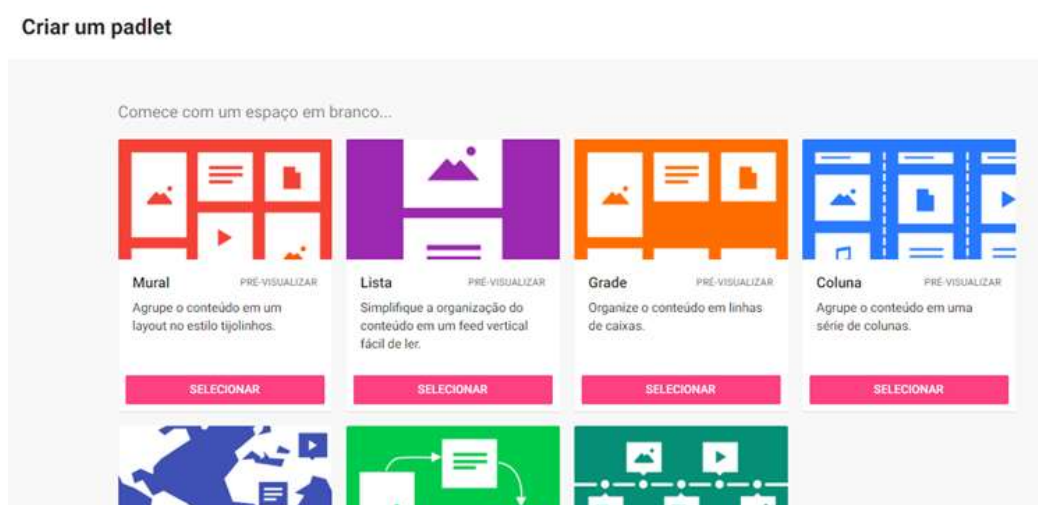 Criar um padlet
Comece com um espaço em branco...
Mural PRÉ-VISUALIZAR
Agrupe o conteúdo em um
layout no estilo tijolinhos.
SELECIONAR
Lista PRÉ-VISUALIZAR
Simplifique a organização do
conteúdo em um feed vertical
fácil de ler.
SELECIONAR
Grade PRÉ-VISUALIZAR
Organize o conteúdo em linhas
de caixas.
SELECIONAR
Coluna PRÉ-VISUALIZAR
Agrupe o conteúdo em uma
série de colunas.
SELECIONAR